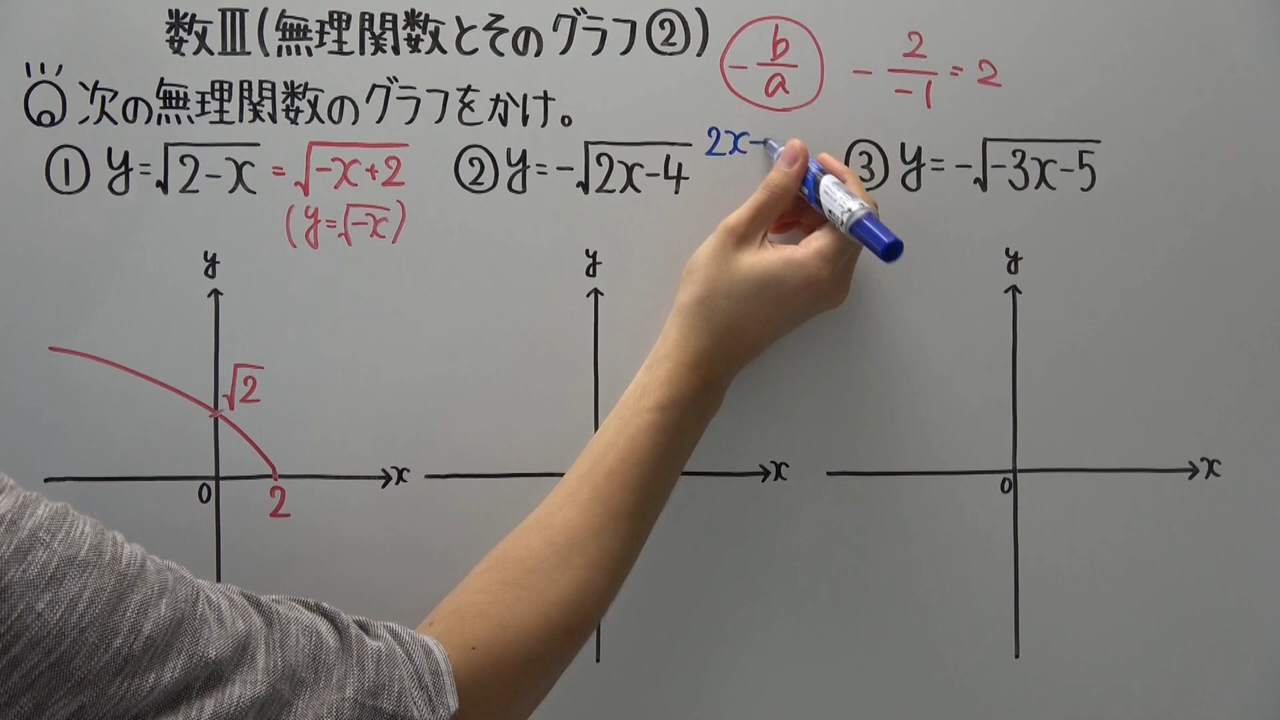 数Ⅲ(無理関数とそのグラフ②)
-b/a
-2/-1=2
Q次の無理関数のグラフをかけ。
① y=√2-x =√-x+2
(y=√-x)
② y=-√2x-4
2x-
③ y=-√-3x-5
y
√2
0
2
x
y
x
y
0
x